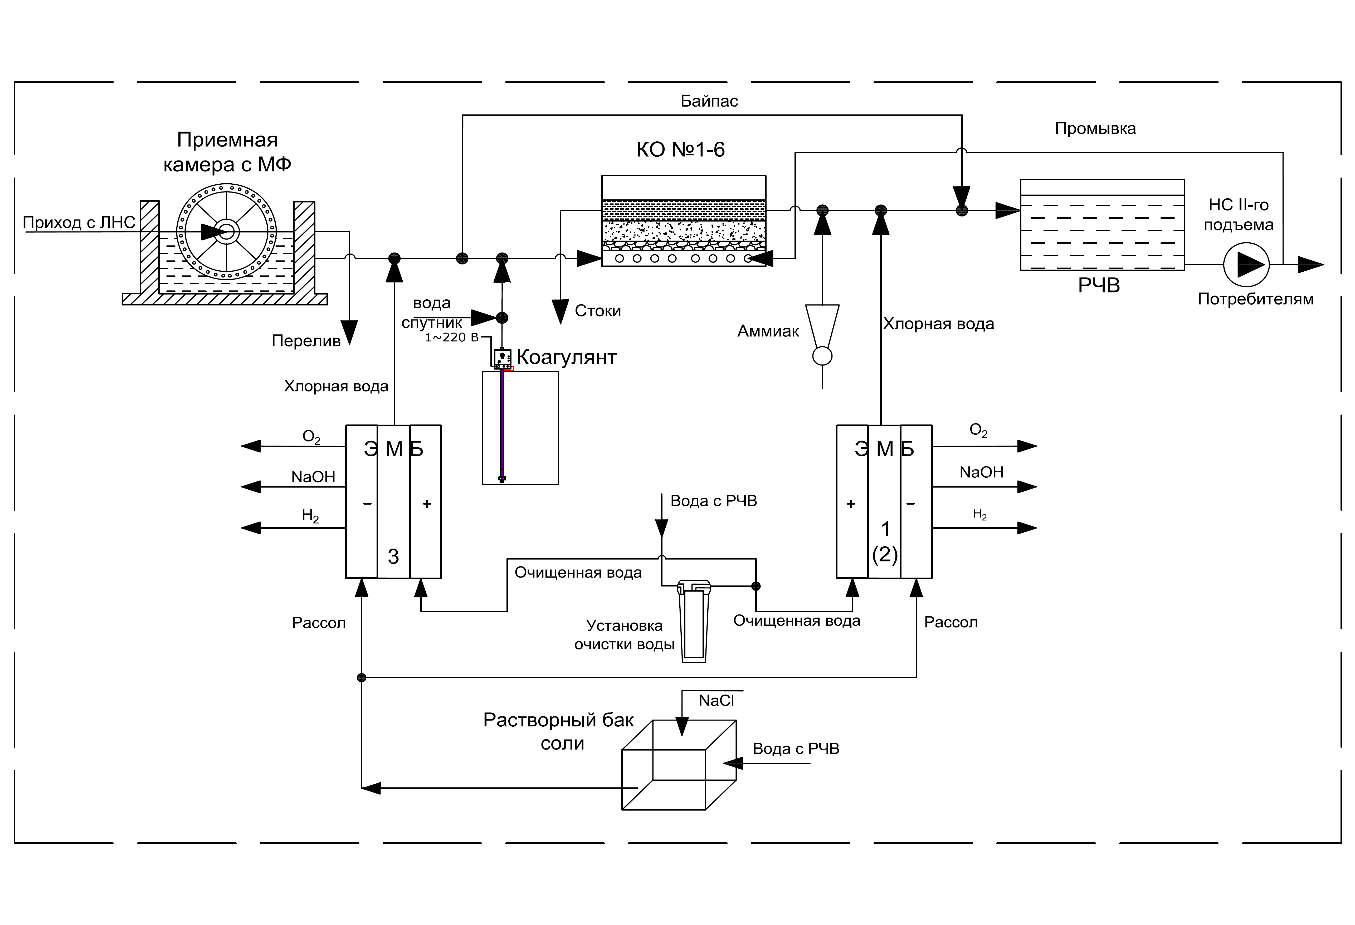 Байпас
Промывка
Приемная
камера с МФ
КО №1-6
Приход с ЛНС
НС II-го
подъема
РЧВ
Потребителям
вода
спутник
1~220 В
Стоки
Перелив
Аммиак
Хлорная вода
Коагулянт
Хлорная вода
O2
NaOH
H2
Э М Б
- +
3
Э М Б
+ -
1
(2)
O2
NaOH
H2
Вода с РЧВ
Очищенная вода
Установка
очистки воды
Очищенная вода
Рассол
Рассол
NaCl
Растворный бак
соли
Вода с РЧВ